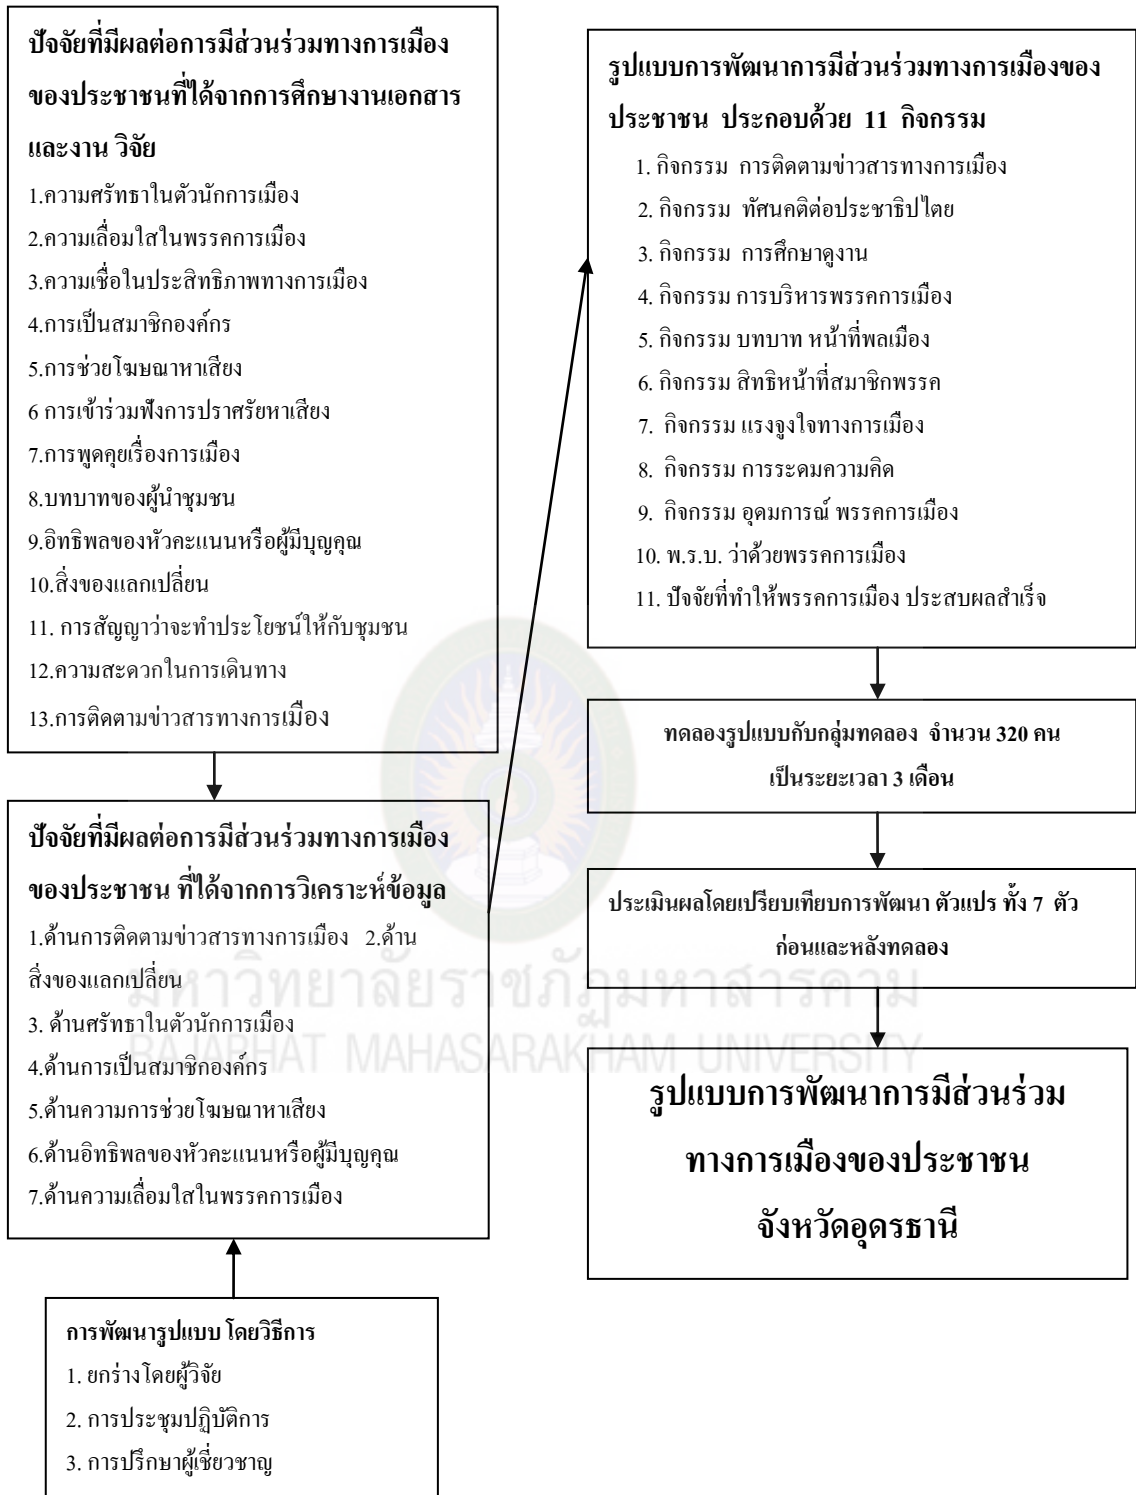 ปัจจัยที่มีผลต่อการมีส่วนร่วมทางการเมือง
ของประชาชนที่ได้จากการศึกษางานเอกสาร
และงาน วิจัย
1.ความศรัทธาในตัวนักการเมือง
2.ความเลื่อมใสในพรรคการเมือง
3.ความเชื่อในประสิทธิภาพทางการเมือง
4.การเป็นสมาชิกองค์กร
5.การช่วยโฆษณาหาเสียง
6 การเข้าร่วมฟังการปราศรัยหาเสียง
7.การพูดคุยเรื่องการเมือง
8.บทบาทของผู้นำชุมชน
9.อิทธิพลของหัวคะแนนหรือผู้มีบุญคุณ
10.สิ่งของแลกเปลี่ยน
11. การสัญญาว่าจะทำประโยชน์ให้กับชุมชน
12.ความสะดวกในการเดินทาง
13.การติดตามข่าวสารทางการเมือง
ปัจจัยที่มีผลต่อการมีส่วนร่วมทางการเมือง
ของประชาชน ที่ได้จากการวิเคราะห์ข้อมูล
1.ด้านการติดตามข่าวสารทางการเมือง 2.ด้าน
สิ่งของแลกเปลี่ยน
3. ด้านศรัทธาในตัวนักการเมือง
4.ด้านการเป็นสมาชิกองค์กร
5.ด้านความการช่วยโฆษณาหาเสียง
6.ด้านอิทธิพลของหัวคะแนนหรือผู้มีบุญคุณ
7.ด้านความเลื่อมใสในพรรคการเมือง
การพัฒนารูปแบบ โดยวิธีการ
1. ยกร่างโดยผู้วิจัย
2. การประชุมปฏิบัติการ
3. การปรึกษาผู้เชี่ยวชาญ
รูปแบบการพัฒนาการมีส่วนร่วมทางการเมืองของ
ประชาชน ประกอบด้วย 11 กิจกรรม
1. กิจกรรม การติดตามข่าวสารทางการเมือง
2. กิจกรรม ทัศนคติต่อประชาธิปไตย
3. กิจกรรม การศึกษาดูงาน
4. กิจกรรม การบริหารพรรคการเมือง
5. กิจกรรม บทบาท หน้าที่พลเมือง
6. กิจกรรม สิทธิหน้าที่สมาชิกพรรค
7. กิจกรรม แรงจูงใจทางการเมือง
8. กิจกรรม การระดมความคิด
9. กิจกรรม อุดมการณ์ พรรคการเมือง
10. พ.ร.บ. ว่าด้วยพรรคการเมือง
11. ปัจจัยที่ทำให้พรรคการเมือง ประสบผลสำเร็จ
ทดลองรูปแบบกับกลุ่มทดลอง จำนวน 320 คน
เป็นระยะเวลา 3 เดือน
ประเมินผลโดยเปรียบเทียบการพัฒนา ตัวแปร ทั้ง 7 ตัว
ก่อนและหลังทดลอง
รูปแบบการพัฒนาการมีส่วนร่วม
ทางการเมืองของประชาชน
จังหวัดอุดรธานี
มหาวิทยาลัยราชภัฏมหาสารคาม
RAJABHAT MAHASARAKHAM UNIVERSITY